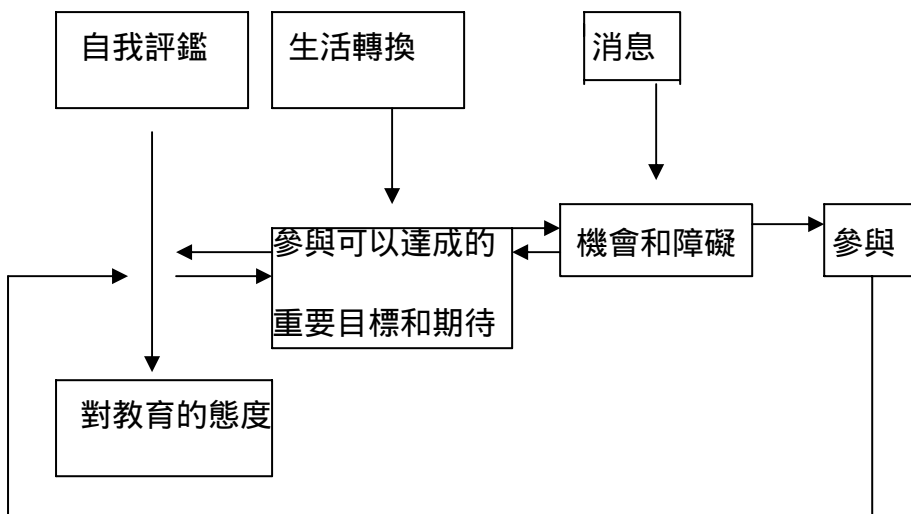 自我評鑑
生活轉換
消息
參與可以達成的
重要目標和期待
機會和障礙
參與
對教育的態度